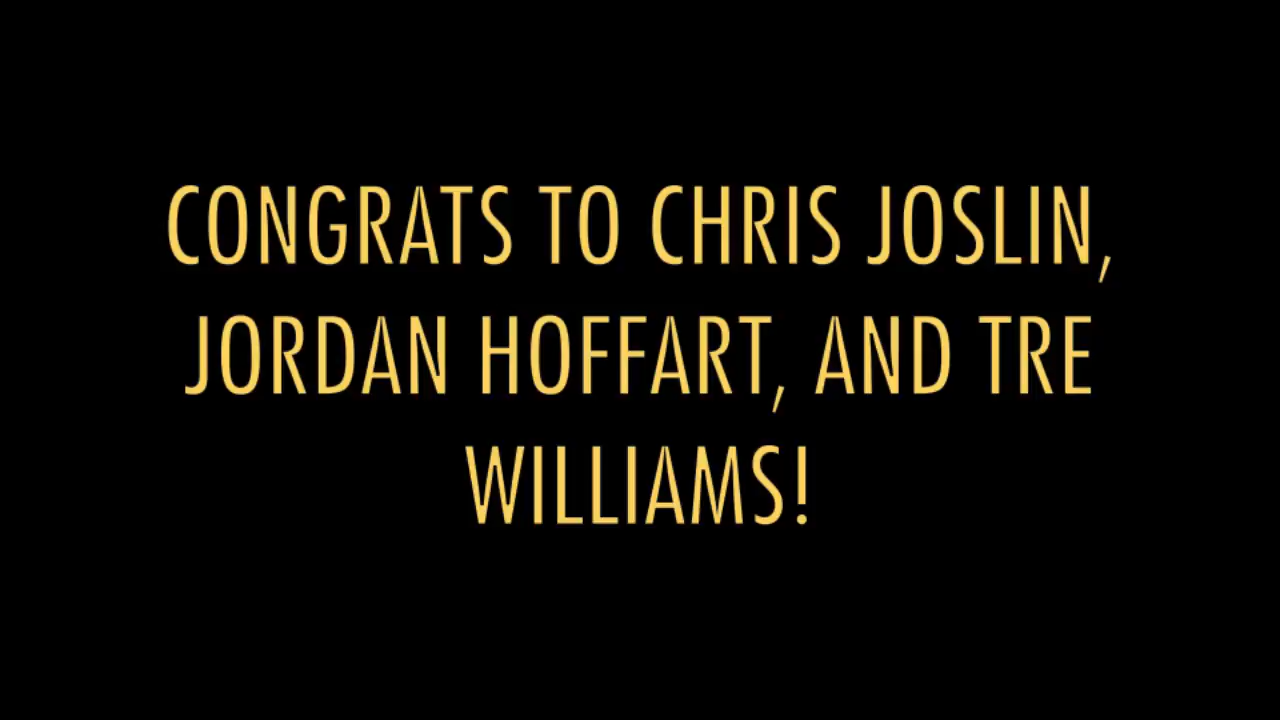 CONGRATS TO CHRIS JOSLIN,
JORDAN HOFFART, AND TRE
WILLIAMS!